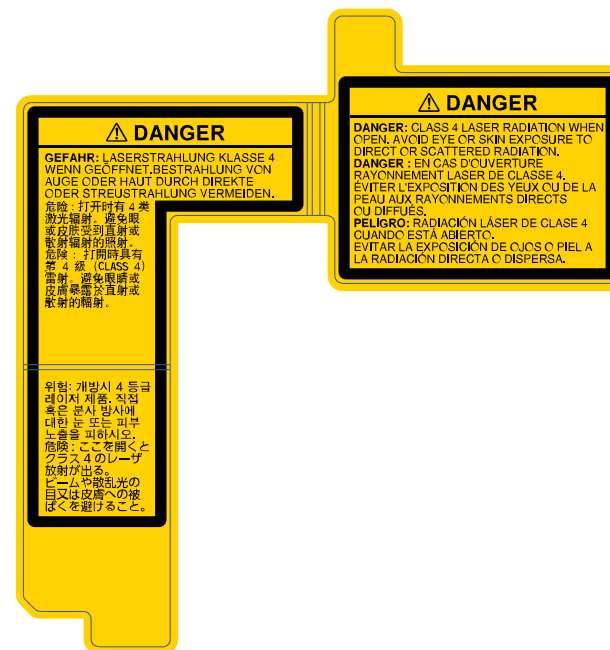 ⚠ DANGER
GEFAHR: LASERSTRAHLUNG KLASSE 4
WENN GEÖFFNET.BESTRAHLUNG VON
AUGE ODER HAUT DURCH DIREKTE
ODER STREUSTRAHLUNG VERMEIDEN.
危险 : 打开时有 4 类
激光辐射。避免眼
或皮肤受到直射或
散射辐射的照射。
危険 : 打開時具有
第 4 級 (CLASS 4)
雷射。避免眼睛或
皮膚暴露於直射或
散射的輻射。
위험: 개방시 4 등급
레이저 제품. 직접
혹은 분사 방사에
대한 눈 또는 피부
노출을 피하시오.
危険 : ここを開くと
クラス 4 のレーザ
放射が出る。
ビームや散乱光の
目又は皮膚への被
ばくを避けること。
⚠ DANGER
DANGER: CLASS 4 LASER RADIATION WHEN
OPEN. AVOID EYE OR SKIN EXPOSURE TO
DIRECT OR SCATTERED RADIATION.
DANGER : EN CAS D'OUVERTURE
RAYONNEMENT LASER DE CLASSE 4.
ÉVITER L'EXPOSITION DES YEUX OU DE LA
PEAU AUX RAYONNEMENTS DIRECTS
OU DIFFUÉS.
PELIGRO: RADIACIÓN LÁSER DE CLASE 4
CUANDO ESTÁ ABIERTO.
EVITAR LA EXPOSICIÓN DE OJOS O PIEL A
LA RADIACIÓN DIRECTA O DISPERSA.